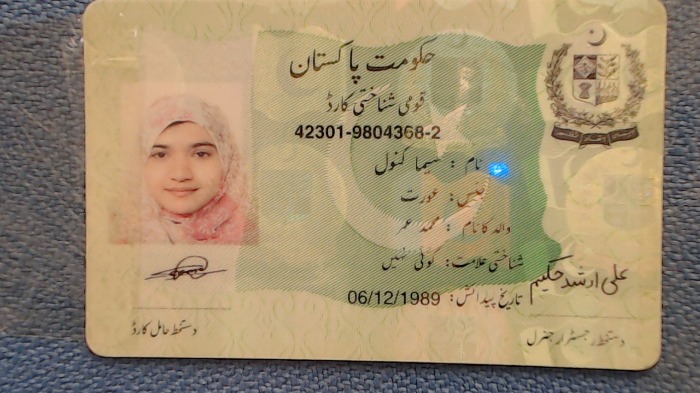 حکومت پاکستان
قومی شناختی کارڈ
42301-9804368-2
نام : سیما کنول
جنس: عورت
والد کا نام : محمد عمر
شناختی علامت: کوئی نہیں
تاریخ پیدائش: 06/12/1989
علی ارشد حکیم
دستخط حامل کارڈ
دستخط رجسٹرار جنرل